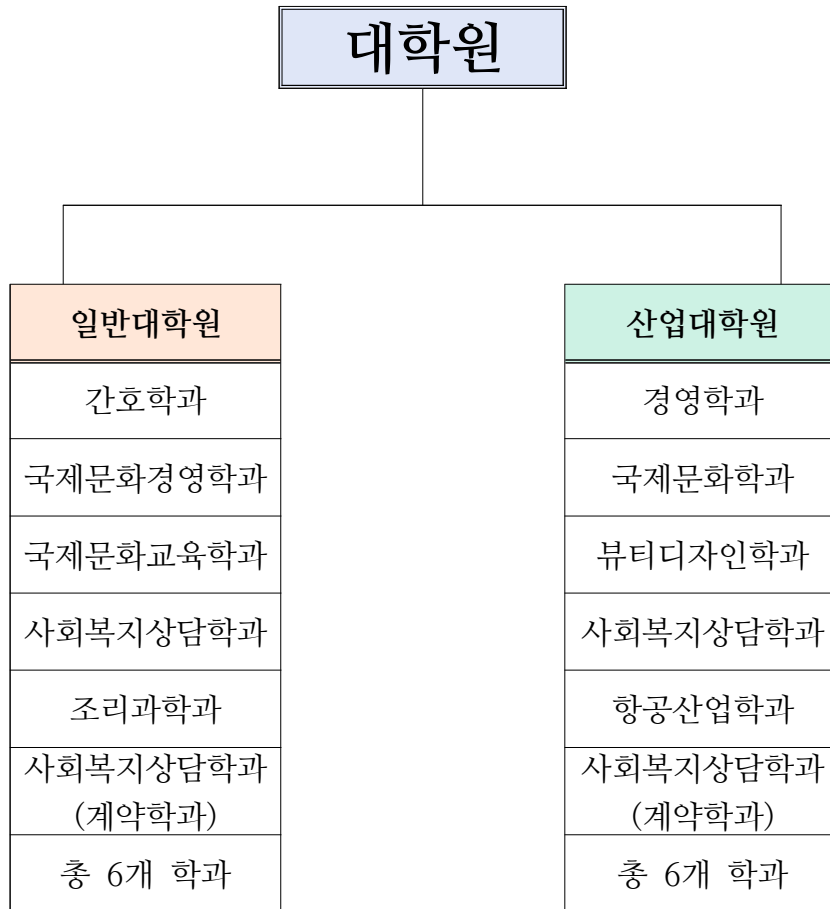 대학원
일반대학원
간호학과
국제문화경영학과
국제문화교육학과
사회복지상담학과
조리과학과
사회복지상담학과
(계약학과)
총 6개 학과
산업대학원
경영학과
국제문화학과
뷰티디자인학과
사회복지상담학과
항공산업학과
사회복지상담학과
(계약학과)
총 6개 학과